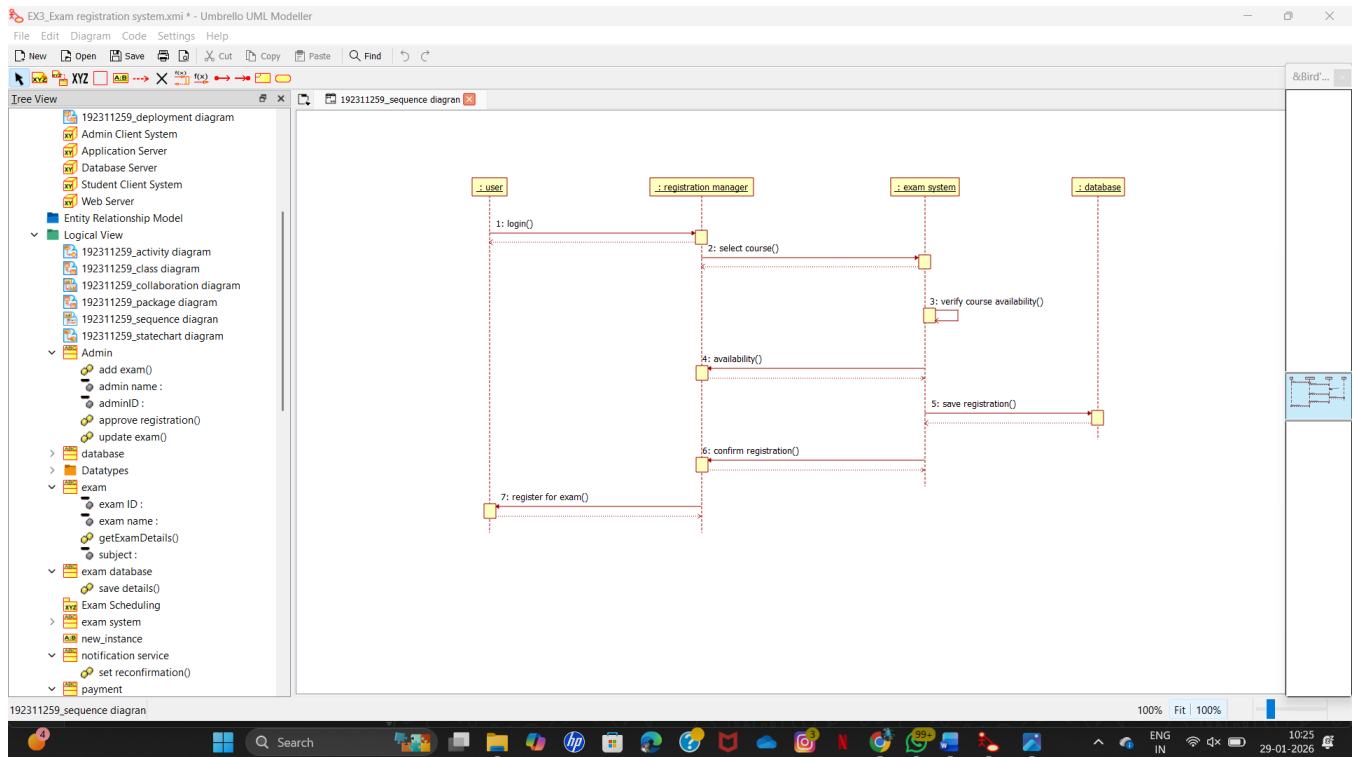 EX3_Exam registration system.xmi * - Umbrello UML Modeller
File Edit Diagram Code Settings Help
New Open Save Cut Copy Paste Find
XYZ XYZ A:B f(x) f(x)
&Bird'...
Tree View
192311259_sequence diagran
192311259_deployment diagram
Admin Client System
Application Server
Database Server
Student Client System
Web Server
Entity Relationship Model
Logical View
192311259_activity diagram
192311259_class diagram
192311259_collaboration diagram
192311259_package diagram
192311259_sequence diagran
192311259_statechart diagram
Admin
add exam()
admin name :
adminID :
approve registration()
update exam()
database
Datatypes
exam
exam ID :
exam name :
getExamDetails()
subject :
exam database
save details()
Exam Scheduling
exam system
new_instance
notification service
set reconfirmation()
payment
: user
: registration manager
: exam system
: database
1: login()
2: select course()
3: verify course availability()
4: availability()
5: save registration()
6: confirm registration()
7: register for exam()
192311259_sequence diagran
100% Fit 100%
4
Search
3
99+
ENG
IN
10:25
29-01-2026